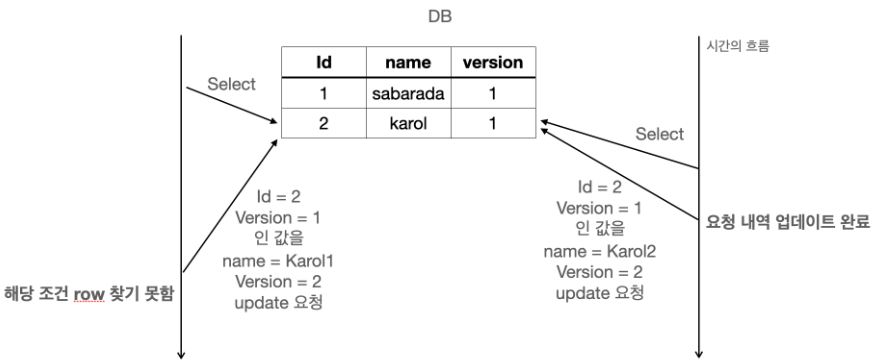 DB
시간의 흐름
Id name version
1 sabarada 1
2 karol 1
Select
Select
Id = 2
Version = 1
인 값을
name = Karol1
Version = 2
update 요청
해당 조건 row 찾기 못함
Id = 2
Version = 1
인 값을
name = Karol2
Version = 2
update 요청
요청 내역 업데이트 완료